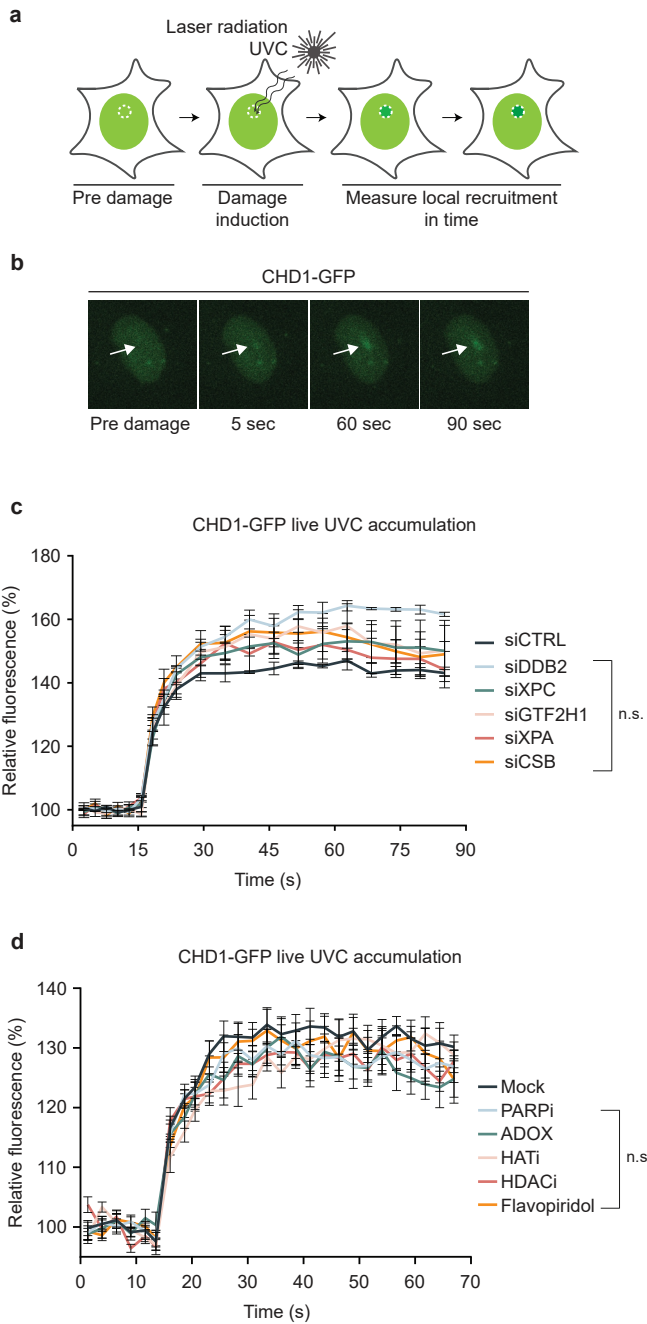 a
Laser radiation
UVC
Pre damage
Damage
induction
Measure local recruitment
in time
b
CHD1-GFP
Pre damage
5 sec
60 sec
90 sec
c
CHD1-GFP live UVC accumulation
Relative fluorescence (%)
180
160
140
120
100
0
15
30
45
60
75
90
Time (s)
siCTRL
siDDB2
siXPC
siGTF2H1
siXPA
siCSB
n.s.
d
CHD1-GFP live UVC accumulation
Relative fluorescence (%)
140
130
120
110
100
0
10
20
30
40
50
60
70
Time (s)
Mock
PARPi
ADOX
HATi
HDACi
Flavopiridol
n.s